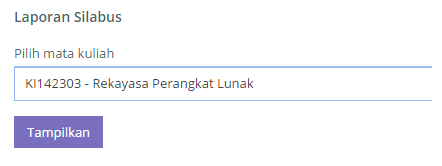 Laporan Silabus
Pilih mata kuliah
KI142303 - Rekayasa Perangkat Lunak
Tampilkan